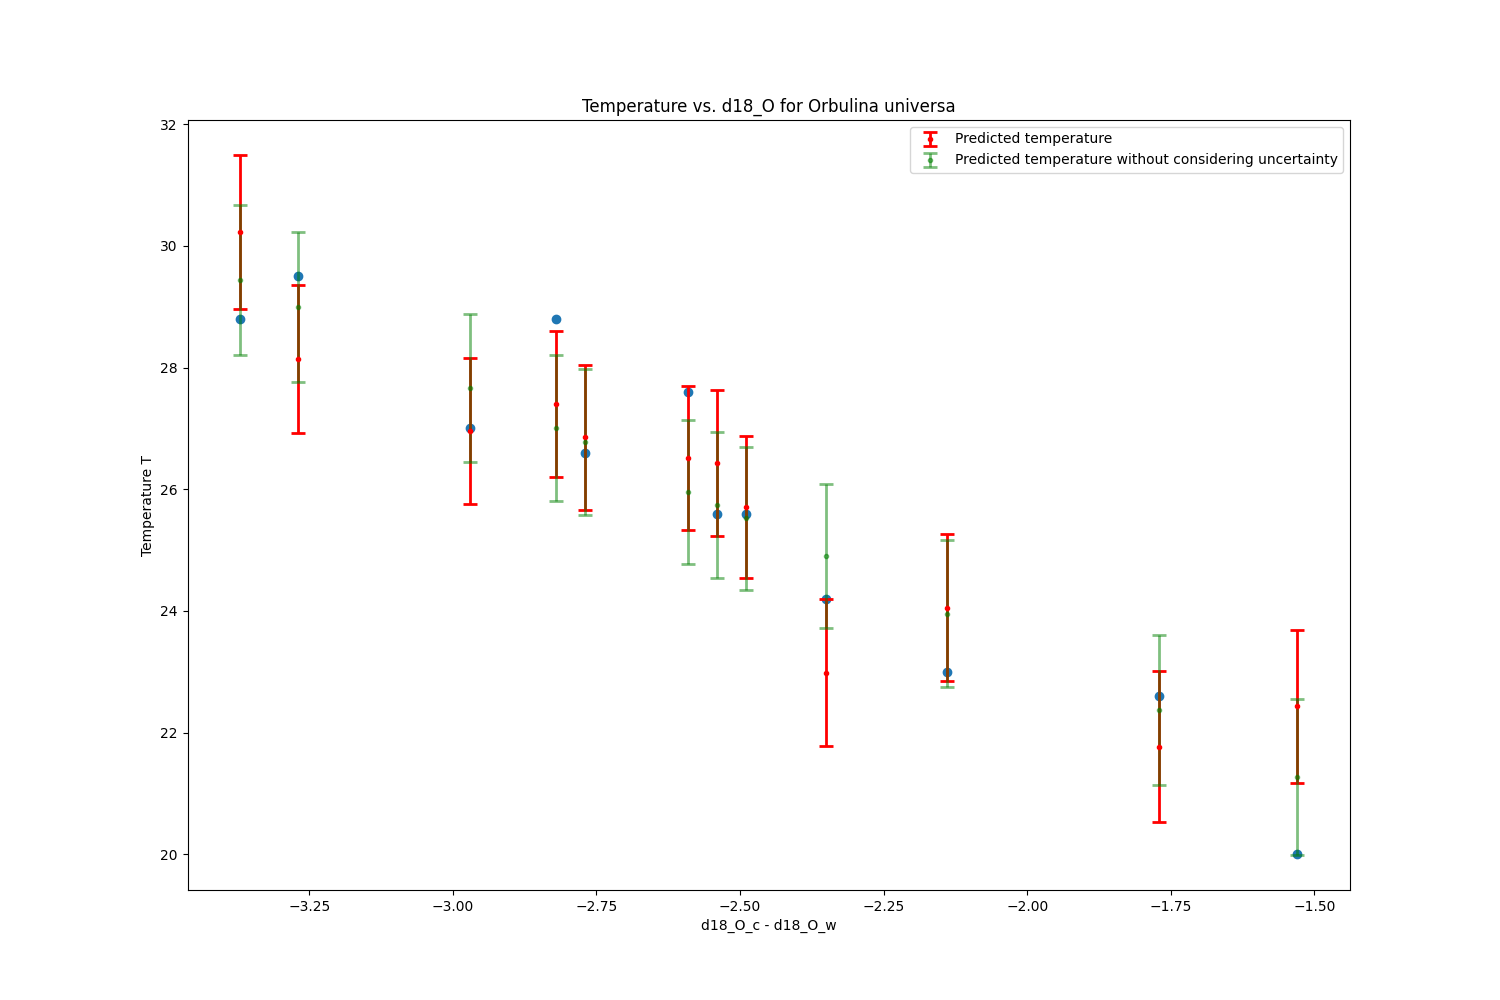 Temperature vs. d18_O for Orbulina universa
Predicted temperature
Predicted temperature without considering uncertainty
Temperature T
32
30
28
26
24
22
20
−3.25 −3.00 −2.75 −2.50 −2.25 −2.00 −1.75 −1.50
d18_O_c - d18_O_w